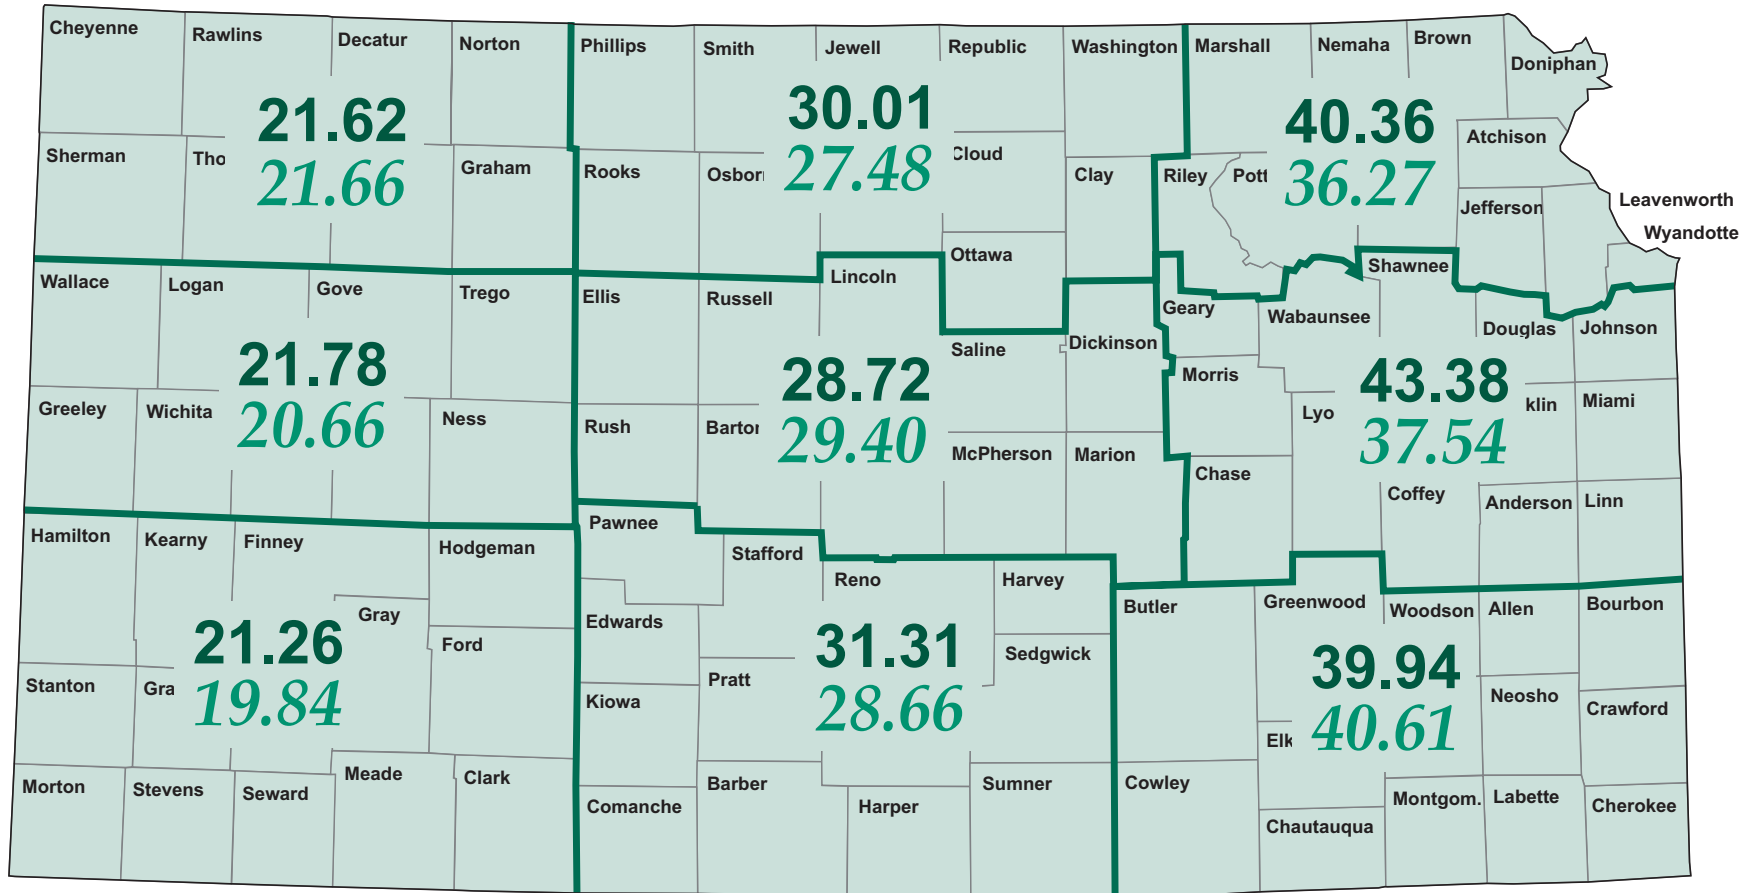 Cheyenne
Rawlins
Decatur
Norton
Phillips
Smith
Jewell
Republic
Washington
Marshall
Nemaha
Brown
Doniphan
21.62
21.66
30.01
27.48
40.36
36.27
Sherman
Tho
Graham
Rooks
Osbor
Cloud
Clay
Riley
Pott
Atchison
Jefferson
Leavenworth
Wyandotte
Ottawa
Shawnee
Wallace
Logan
Gove
Trego
Ellis
Russell
Lincoln
Saline
Dickinson
Geary
Wabaunsee
Douglas
Johnson
21.78
20.66
28.72
29.40
43.38
37.54
Greeley
Wichita
Ness
Rush
Barton
McPherson
Marion
Morris
Chase
Lyo
klin
Miami
Coffey
Anderson
Linn
Hamilton
Kearny
Finney
Hodgeman
Pawnee
Stafford
Reno
Harvey
Butler
Greenwood
Woodson
Allen
Bourbon
21.26
19.84
31.31
28.66
39.94
40.61
Gray
Ford
Edwards
Sedgwick
Stanton
Gra
Kiowa
Pratt
Elk
Neosho
Crawford
Morton
Stevens
Seward
Meade
Clark
Comanche
Barber
Harper
Sumner
Cowley
Chautauqua
Montgom.
Labette
Cherokee